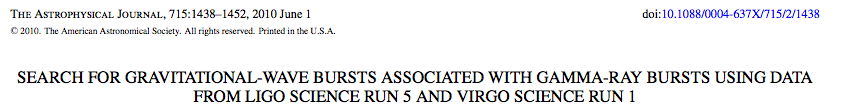 THE ASTROPHYSICAL JOURNAL, 715:1438–1452, 2010 June 1
doi:10.1088/0004-637X/715/2/1438
© 2010. The American Astronomical Society. All rights reserved. Printed in the U.S.A.
SEARCH FOR GRAVITATIONAL-WAVE BURSTS ASSOCIATED WITH GAMMA-RAY BURSTS USING DATA
FROM LIGO SCIENCE RUN 5 AND VIRGO SCIENCE RUN 1